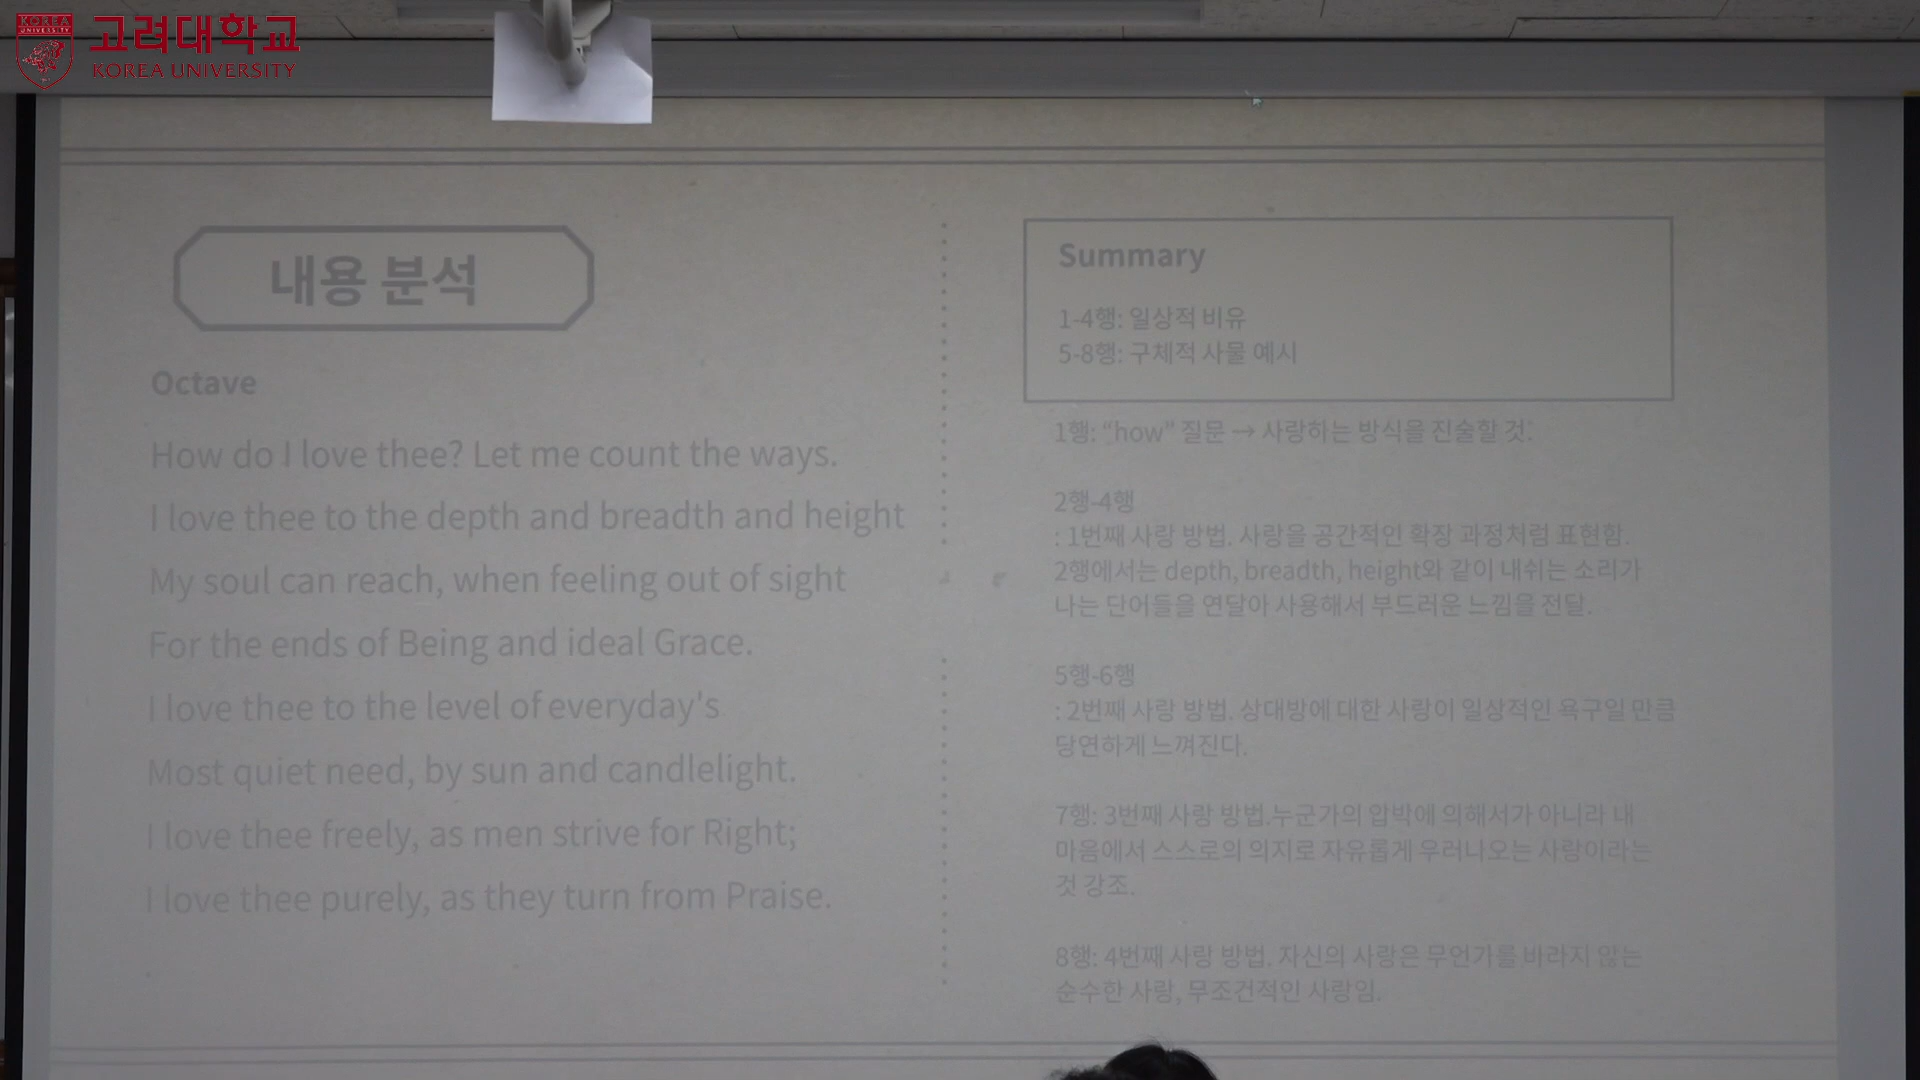 KOREA
UNIVERSITY
고려대학교
KOREA UNIVERSITY
내용 분석
Octave
How do I love thee? Let me count the ways.
I love thee to the depth and breadth and height
My soul can reach, when feeling out of sight
For the ends of Being and ideal Grace.
I love thee to the level of everyday's
Most quiet need, by sun and candlelight.
I love thee freely, as men strive for Right;
I love thee purely, as they turn from Praise.
Summary
1-4행: 일상적 비유
5-8행: 구체적 사물 예시
1행: “how” 질문 → 사랑하는 방식을 진술할 것.
2행-4행
: 1번째 사랑 방법. 사랑을 공간적인 확장 과정처럼 표현함.
2행에서는 depth, breadth, height와 같이 내쉬는 소리가
나는 단어들을 연달아 사용해서 부드러운 느낌을 전달.
5행-6행
: 2번째 사랑 방법. 상대방에 대한 사랑이 일상적인 욕구일 만큼
당연하게 느껴진다.
7행: 3번째 사랑 방법.누군가의 압박에 의해서가 아니라 내
마음에서 스스로의 의지로 자유롭게 우러나오는 사랑이라는
것 강조.
8행: 4번째 사랑 방법. 자신의 사랑은 무언가를 바라지 않는
순수한 사랑, 무조건적인 사랑임.